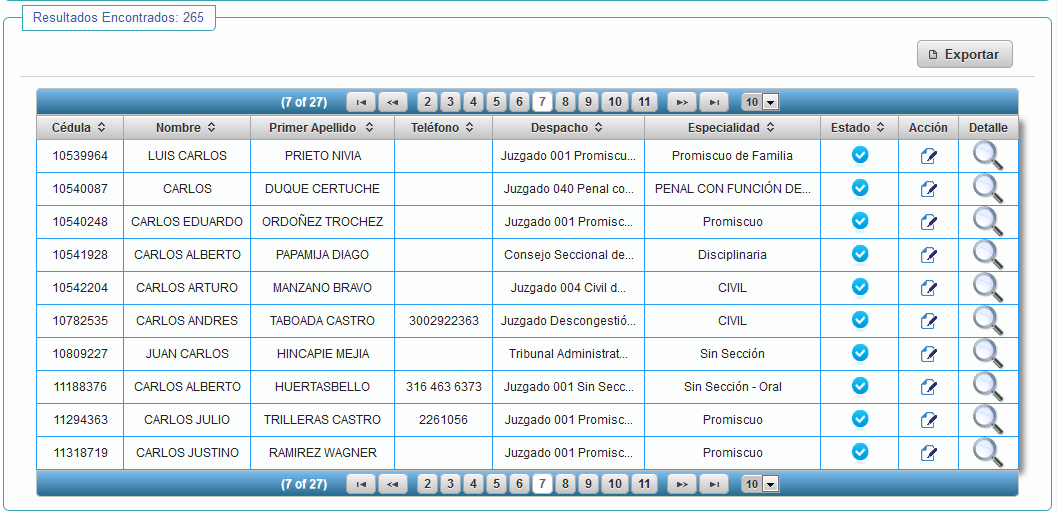 Resultados Encontrados: 265
Exportar
(7 of 27) 2 3 4 5 6 7 8 9 10 11 10
Cédula Nombre Primer Apellido Teléfono Despacho Especialidad Estado Acción Detalle
10539964 LUIS CARLOS PRIETO NIVIA Juzgado 001 Promiscu... Promiscuo de Familia
10540087 CARLOS DUQUE CERTUCHE Juzgado 040 Penal co... PENAL CON FUNCIÓN DE...
10540248 CARLOS EDUARDO ORDOÑEZ TROCHEZ Juzgado 001 Promisc... Promiscuo
10541928 CARLOS ALBERTO PAPAMIJA DIAGO Consejo Seccional de... Disciplinaria
10542204 CARLOS ARTURO MANZANO BRAVO Juzgado 004 Civil d... CIVIL
10782535 CARLOS ANDRES TABOADA CASTRO 3002922363 Juzgado Descongestió... CIVIL
10809227 JUAN CARLOS HINCAPIE MEJIA Tribunal Administrat... Sin Sección
11188376 CARLOS ALBERTO HUERTASBELLO 316 463 6373 Juzgado 001 Sin Secc... Sin Sección - Oral
11294363 CARLOS JULIO TRILLERAS CASTRO 2261056 Juzgado 001 Promisc... Promiscuo
11318719 CARLOS JUSTINO RAMIREZ WAGNER Juzgado 001 Promisc... Promiscuo
(7 of 27) 2 3 4 5 6 7 8 9 10 11 10